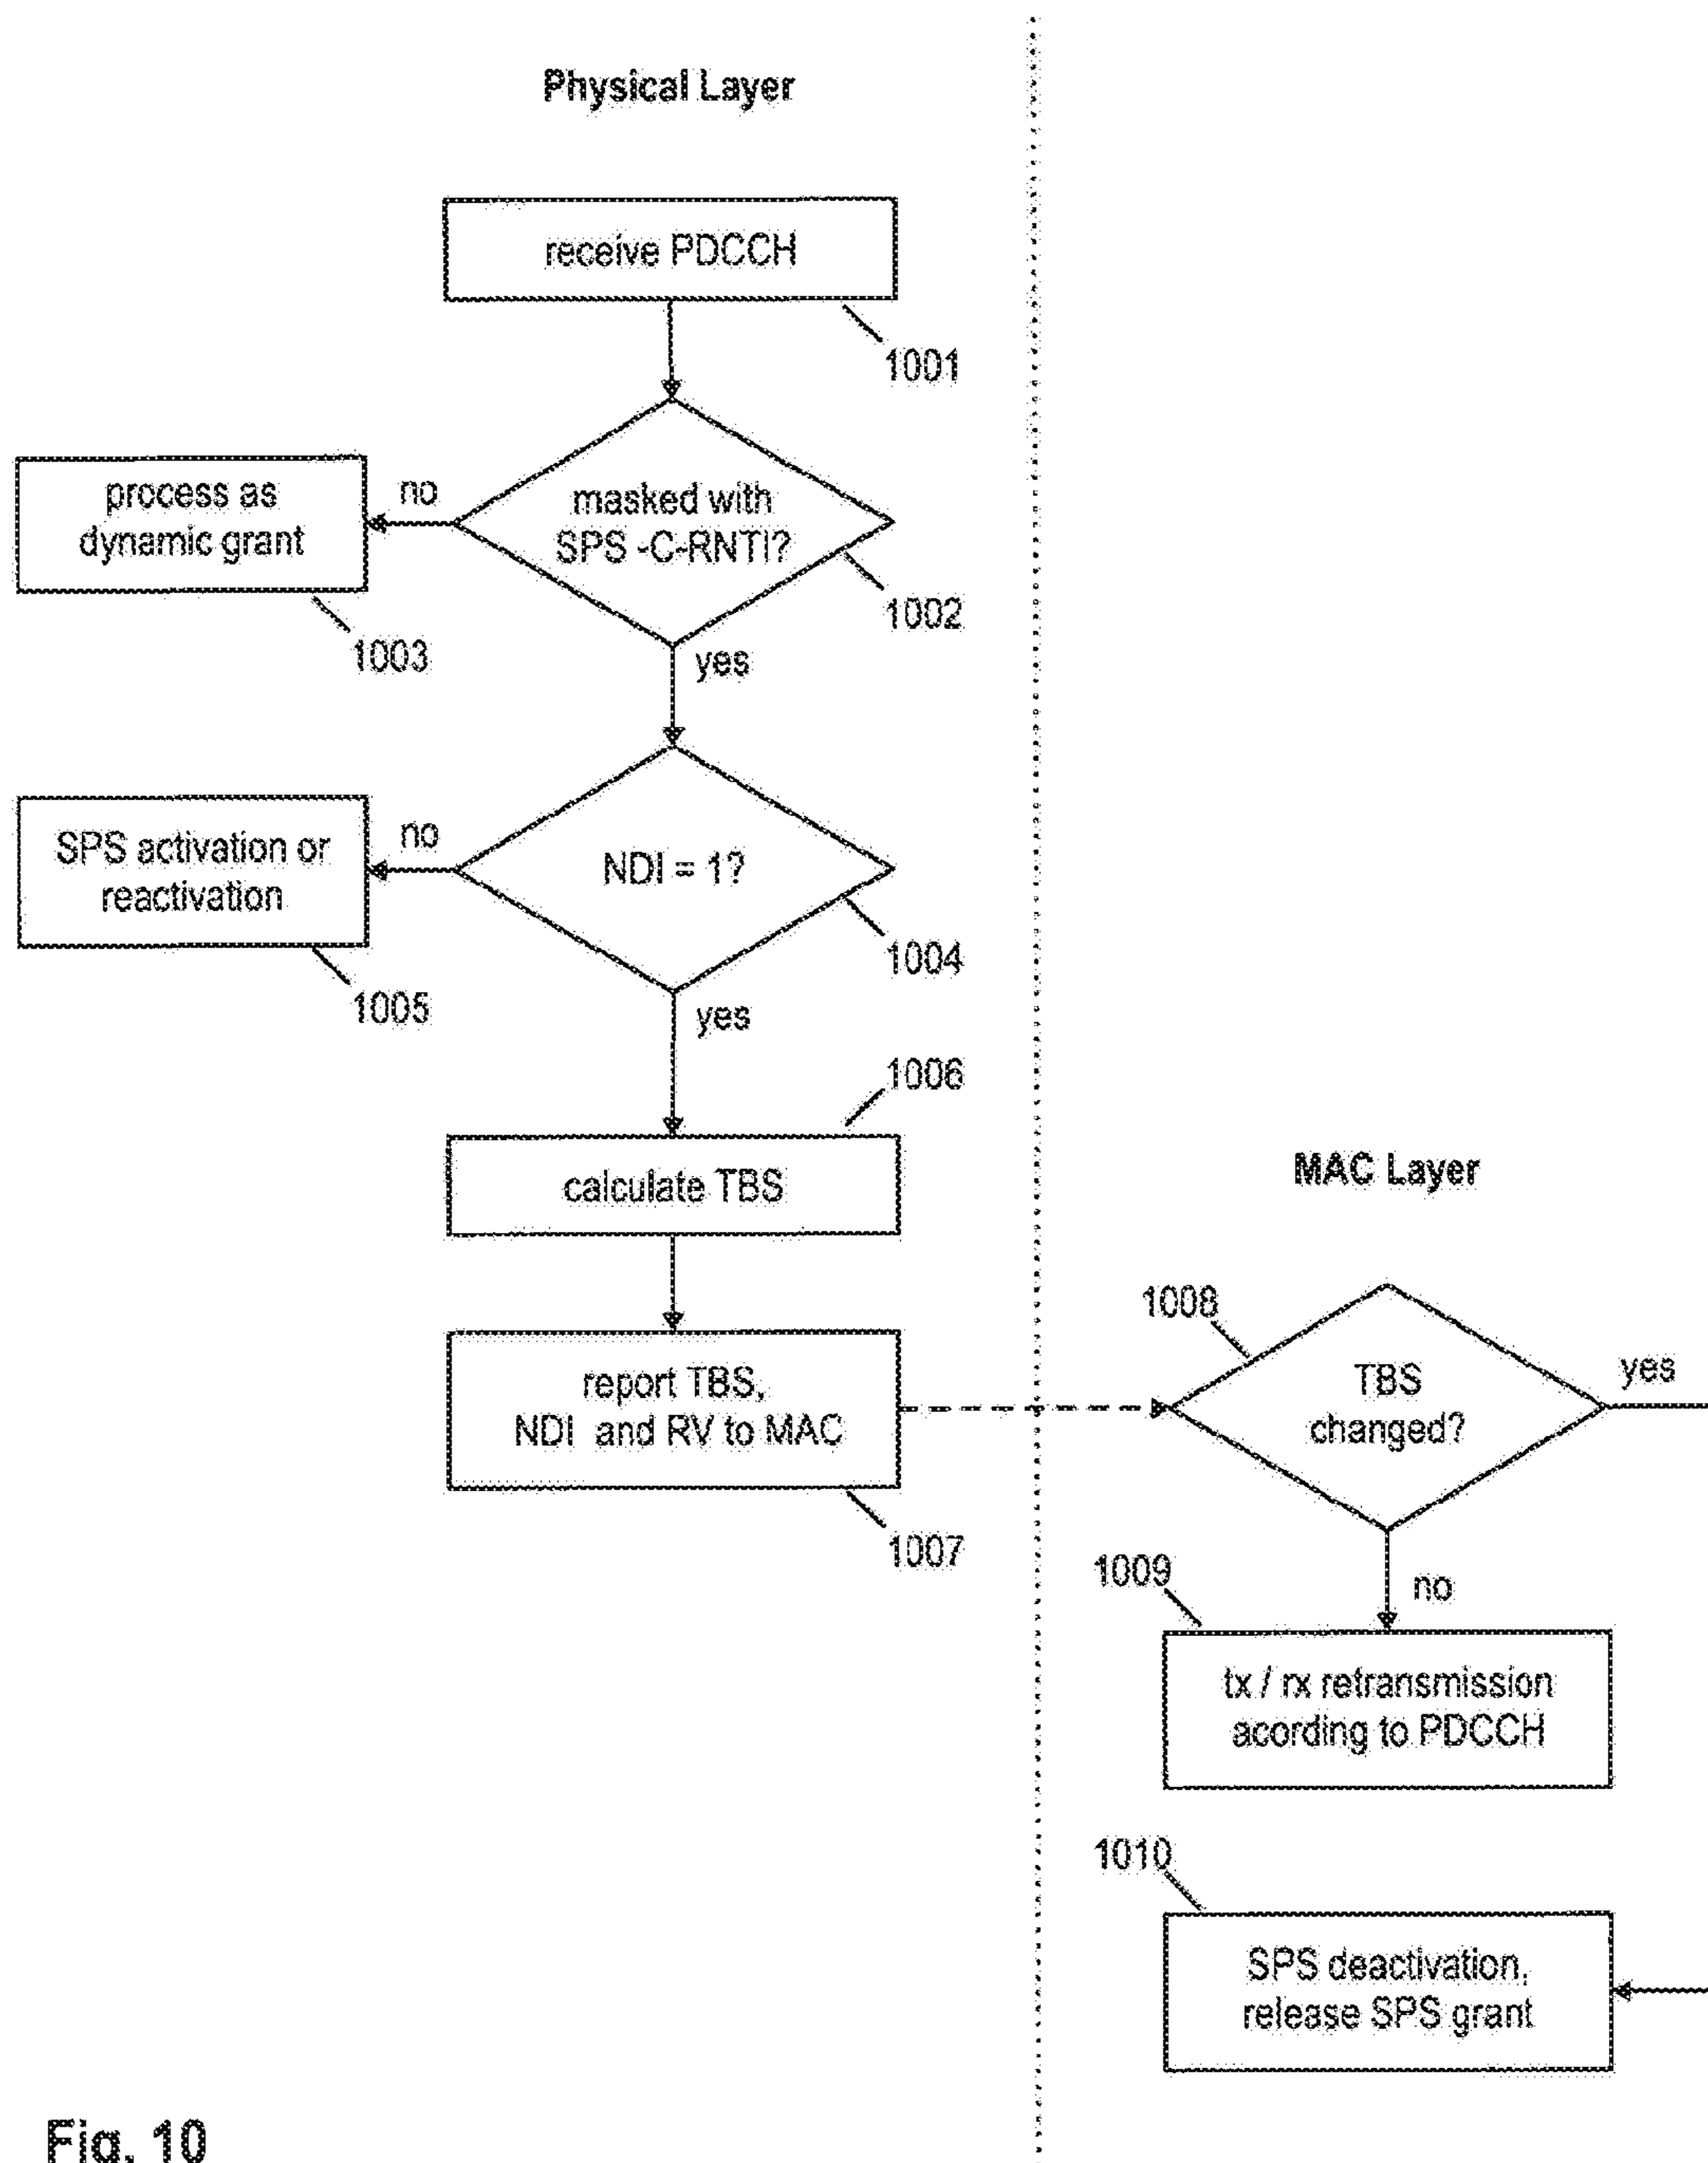 Physical Layer
receive PDCCH
1001
masked with
SPS -C-RNTI?
1002
no
process as
dynamic grant
1003
yes
NDI = 1?
1004
no
SPS activation or
reactivation
1005
yes
1006
calculate TBS
report TBS,
NDI and RV to MAC
1007
MAC Layer
1008
TBS
changed?
yes
no
1009
tx / rx retransmission
acording to PDCCH
1010
SPS deactivation,
release SPS grant
Fig. 10